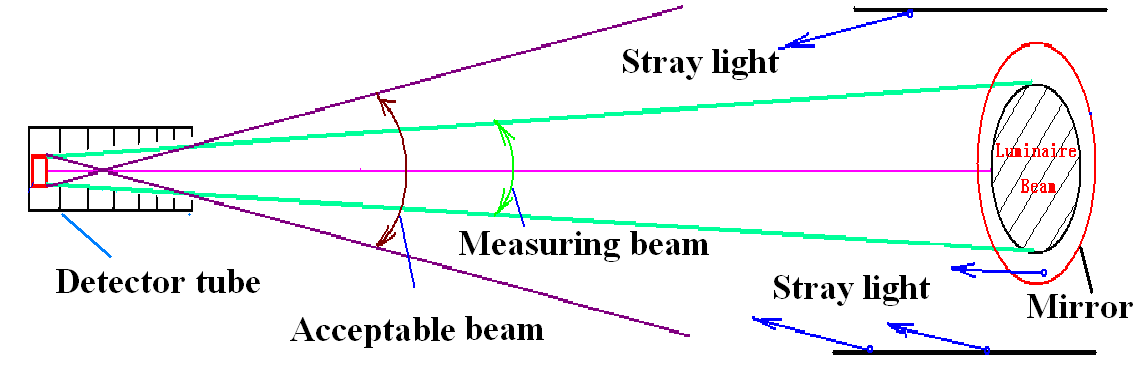 Stray light
Luminaire
Beam
Measuring beam
Detector tube
Stray light
Mirror
Acceptable beam